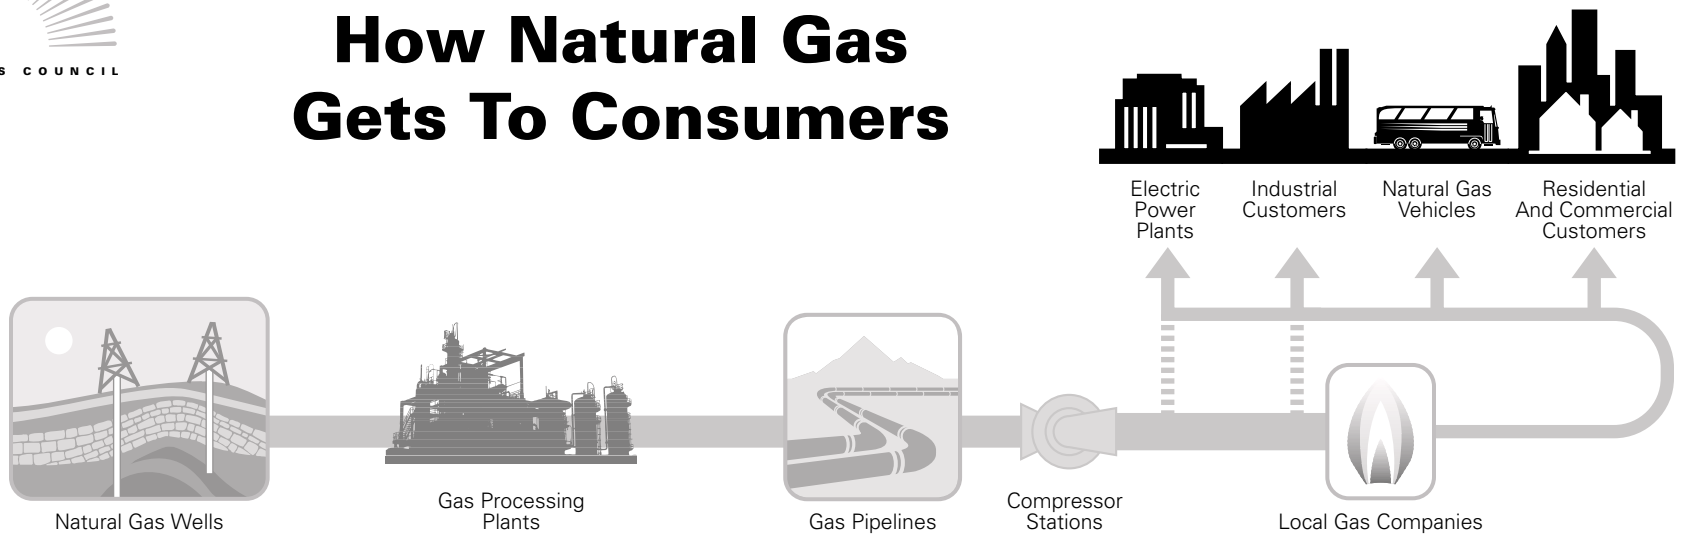 S COUNCIL
How Natural Gas
Gets To Consumers
Electric
Power
Plants
Industrial
Customers
Natural Gas
Vehicles
Residential
And Commercial
Customers
Natural Gas Wells
Gas Processing
Plants
Gas Pipelines
Compressor
Stations
Local Gas Companies